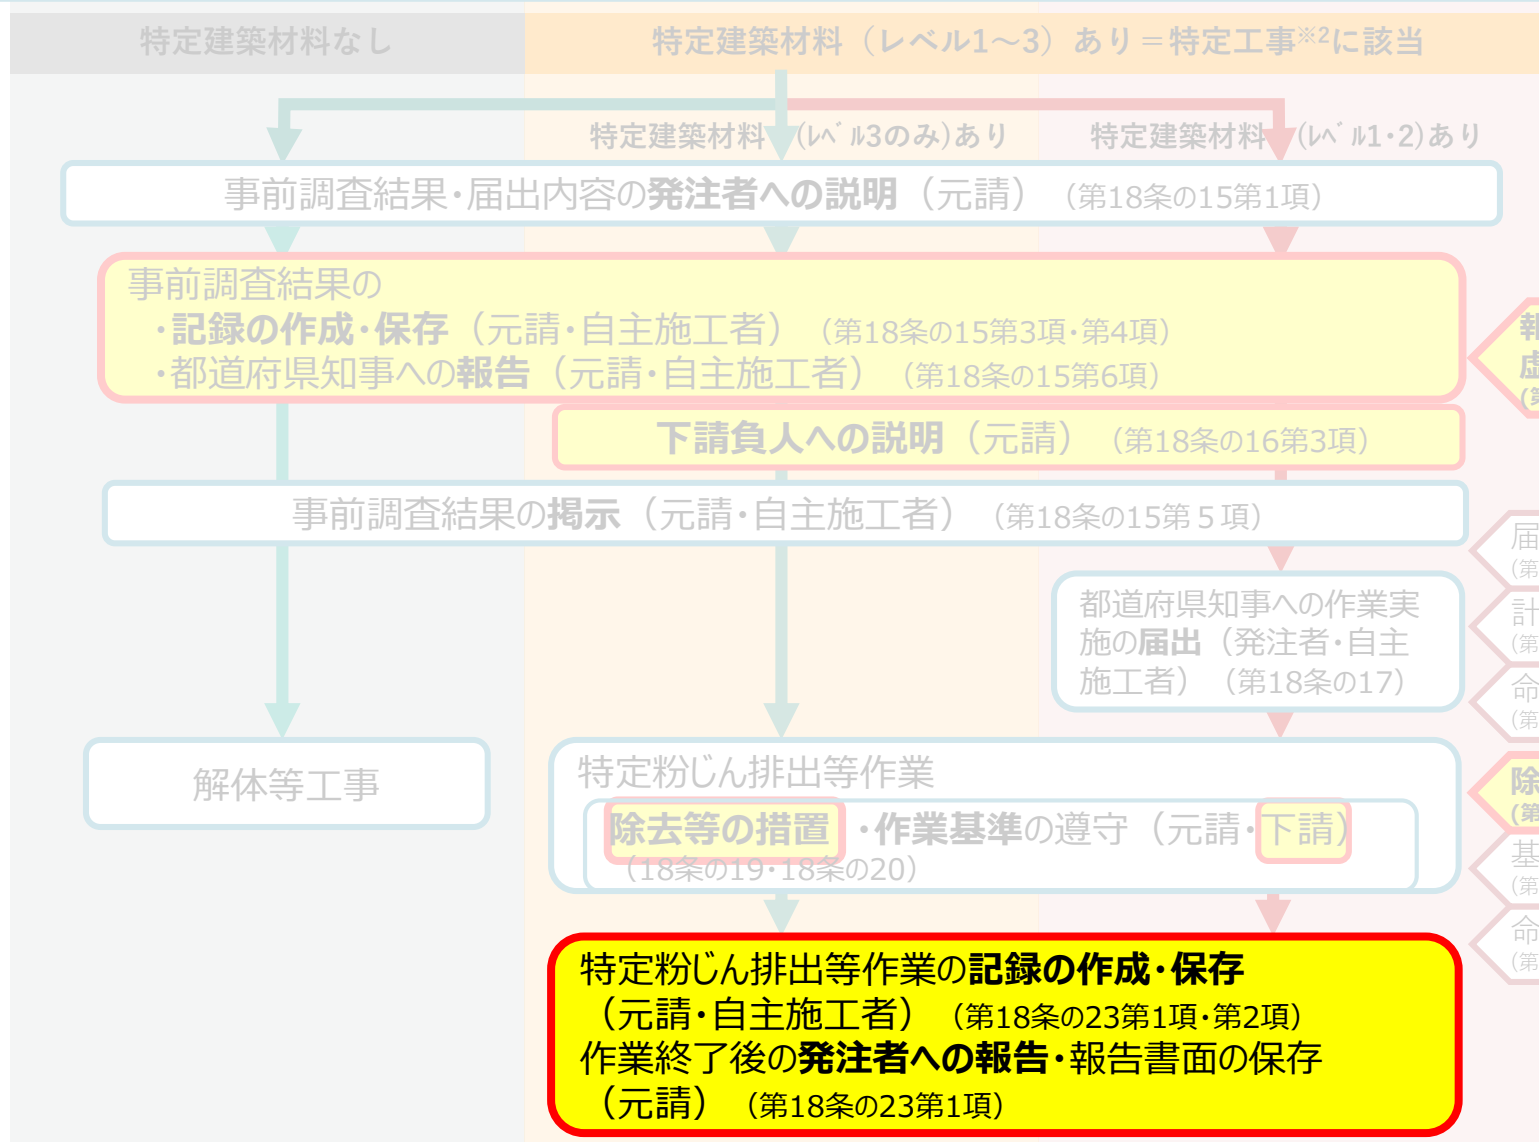 特定建築材料なし
特定建築材料（レベル1～3）あり＝特定工事※2に該当
特定建築材料 (ﾚﾍﾞﾙ3のみ)あり
特定建築材料 (ﾚﾍﾞﾙ1・2)あり
事前調査結果・届出内容の発注者への説明（元請）（第18条の15第1項）
事前調査結果の
・記録の作成・保存（元請・自主施工者）（第18条の15第3項・第4項）
・都道府県知事への報告（元請・自主施工者）（第18条の15第6項）
報
虚
(第
下請負人への説明（元請）（第18条の16第3項）
事前調査結果の掲示（元請・自主施工者）（第18条の15第５項）
届
(第
都道府県知事への作業実
施の届出（発注者・自主
施工者）（第18条の17）
計
(第
命
(第
解体等工事
特定粉じん排出等作業
除去等の措置・作業基準の遵守（元請・下請）
（18条の19・18条の20）
除
(第
基
(第
命
(第
特定粉じん排出等作業の記録の作成・保存
（元請・自主施工者）（第18条の23第1項・第2項）
作業終了後の発注者への報告・報告書面の保存
（元請）（第18条の23第1項）